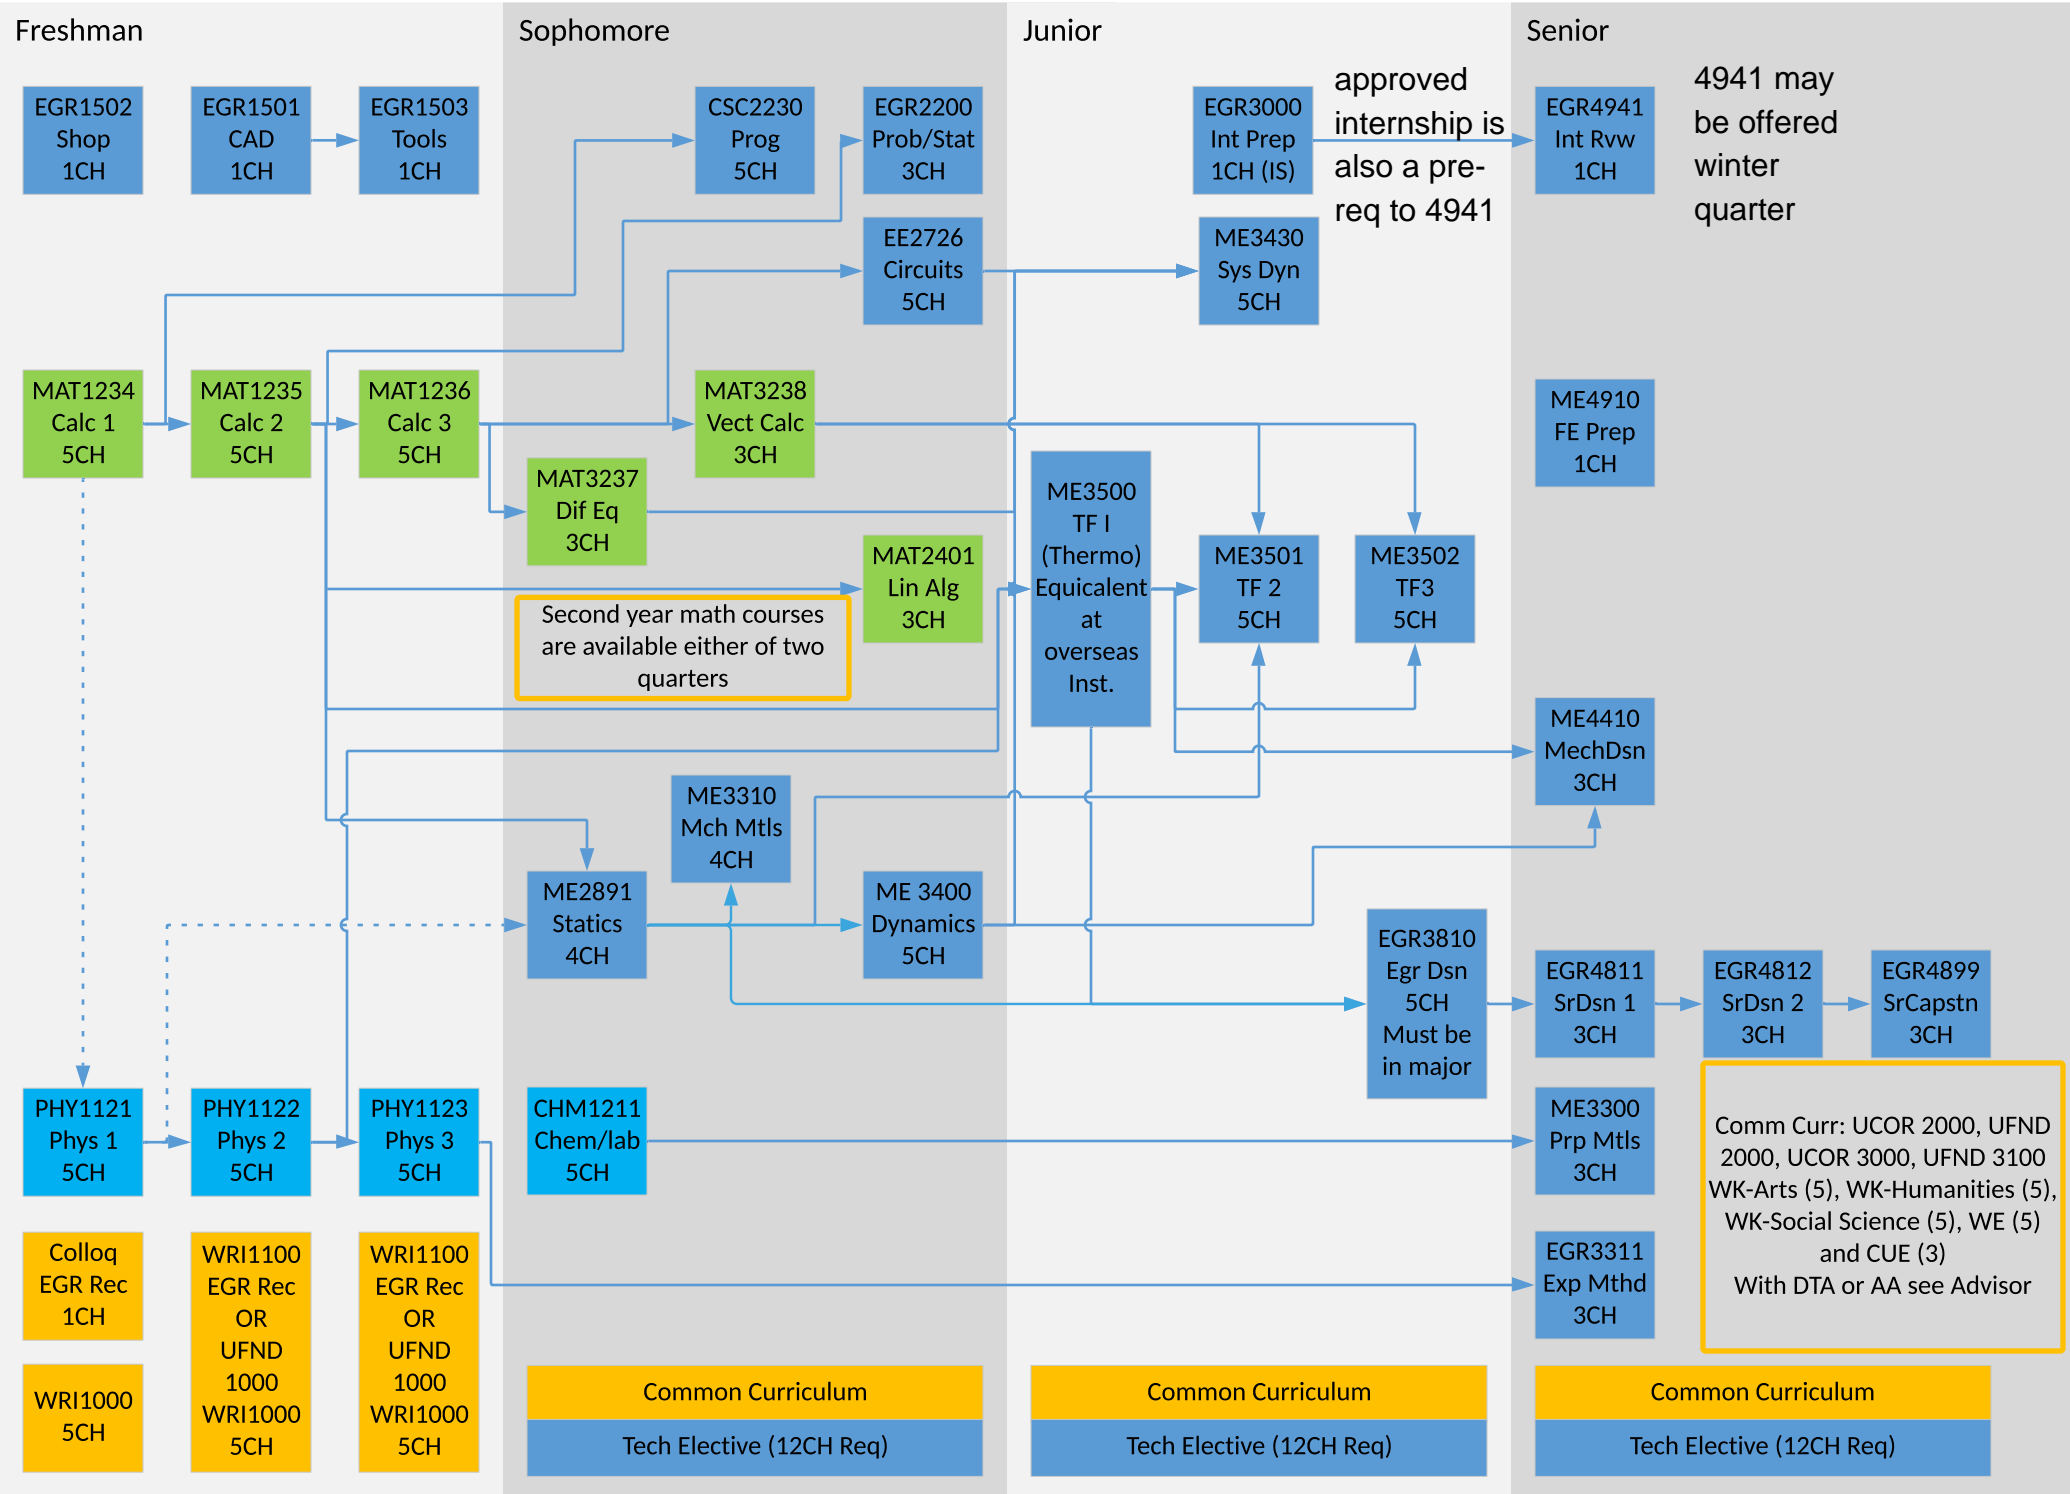 Freshman
Sophomore
Junior
Senior
EGR1502
Shop
1CH
EGR1501
CAD
1CH
EGR1503
Tools
1CH
CSC2230
Prog
5CH
EGR2200
Prob/Stat
3CH
EGR3000
Int Prep
1CH (IS)
approved
internship is
also a pre-
req to 4941
EGR4941
Int Rvw
1CH
4941 may
be offered
winter
quarter
EE2726
Circuits
5CH
ME3430
Sys Dyn
5CH
MAT1234
Calc 1
5CH
MAT1235
Calc 2
5CH
MAT1236
Calc 3
5CH
MAT3238
Vect Calc
3CH
ME4910
FE Prep
1CH
MAT3237
Dif Eq
3CH
MAT2401
Lin Alg
3CH
ME3500
TF I
(Thermo)
Equicalent
at
overseas
Inst.
ME3501
TF 2
5CH
ME3502
TF3
5CH
Second year math courses
are available either of two
quarters
ME4410
MechDsn
3CH
ME3310
Mch Mtls
4CH
ME2891
Statics
4CH
ME 3400
Dynamics
5CH
EGR3810
Egr Dsn
5CH
Must be
in major
EGR4811
SrDsn 1
3CH
EGR4812
SrDsn 2
3CH
EGR4899
SrCapstn
3CH
PHY1121
Phys 1
5CH
PHY1122
Phys 2
5CH
PHY1123
Phys 3
5CH
CHM1211
Chem/lab
5CH
ME3300
Prp Mtls
3CH
Comm Curr: UCOR 2000, UFND
2000, UCOR 3000, UFND 3100
WK-Arts (5), WK-Humanities (5),
WK-Social Science (5), WE (5)
and CUE (3)
With DTA or AA see Advisor
Colloq
EGR Rec
1CH
WRI1100
EGR Rec
OR
UFND
1000
WRI1000
5CH
WRI1100
EGR Rec
OR
UFND
1000
WRI1000
5CH
EGR3311
Exp Mthd
3CH
WRI1000
5CH
Common Curriculum
Tech Elective (12CH Req)
Common Curriculum
Tech Elective (12CH Req)
Common Curriculum
Tech Elective (12CH Req)